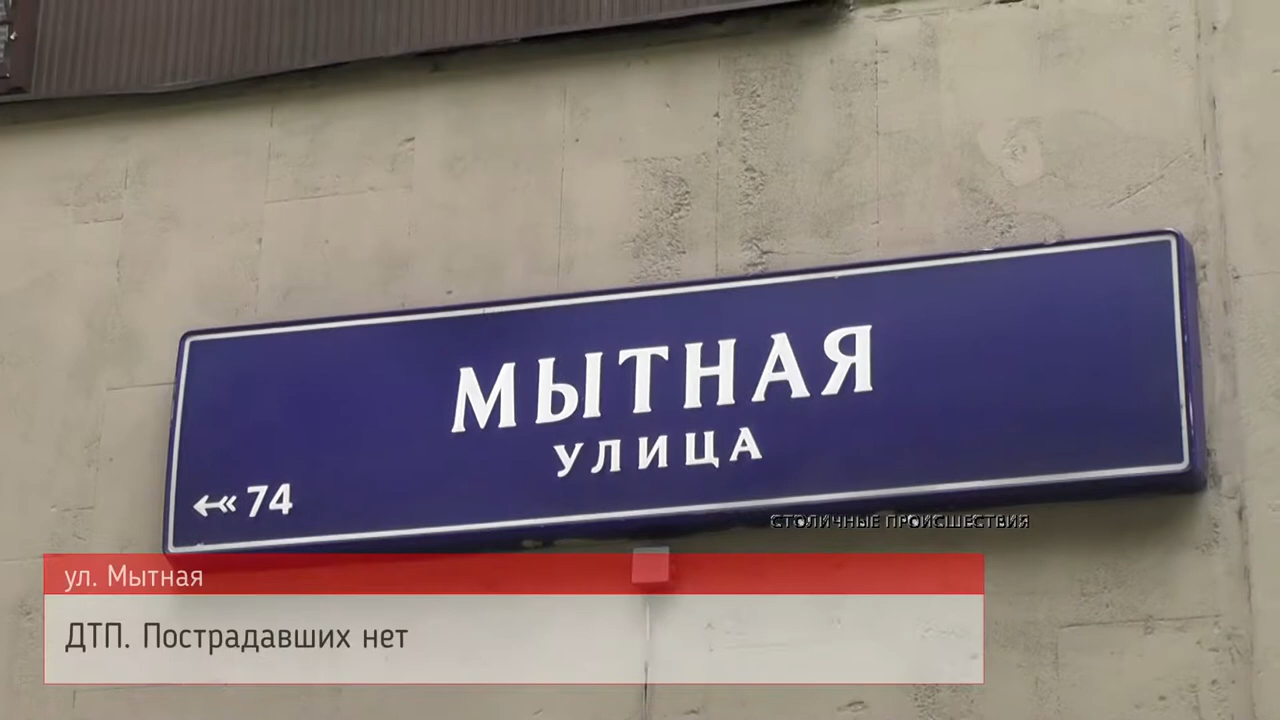 МЫТНАЯ
УЛИЦА
74
СТОЛИЧНЫЕ ПРОИСШЕСТВИЯ
ул. Мытная
ДТП. Пострадавших нет